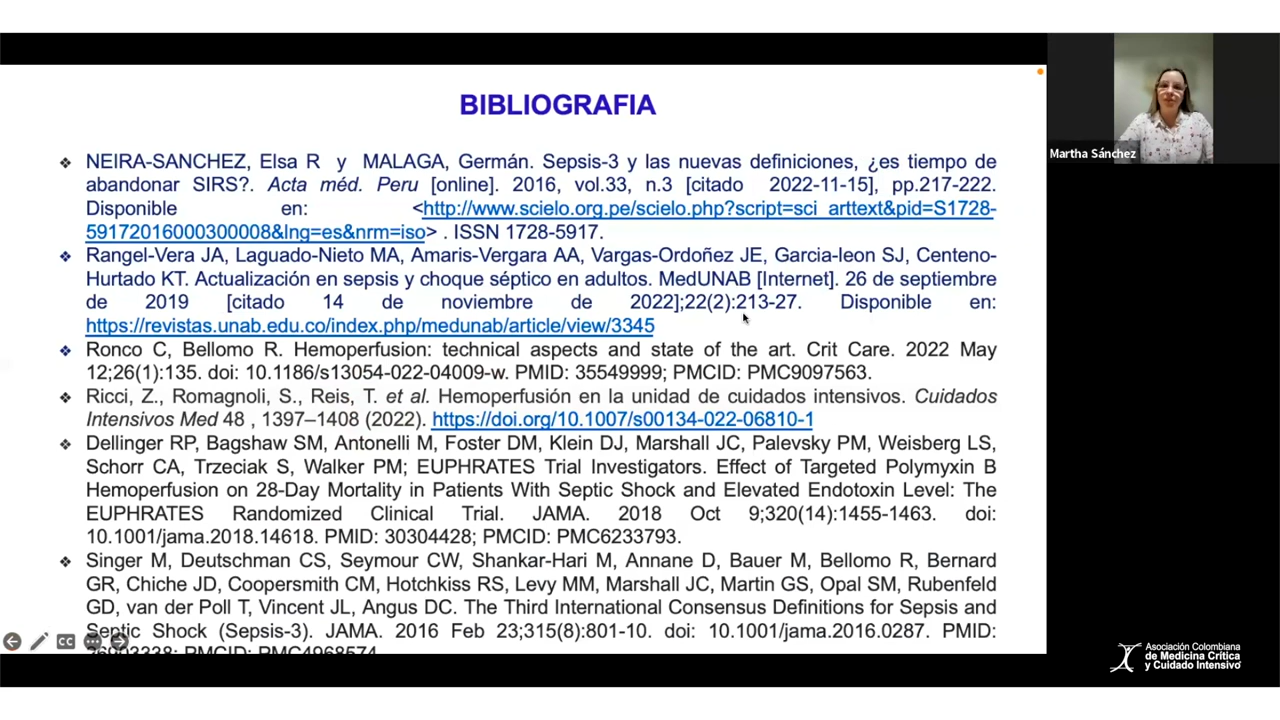 BIBLIOGRAFIA
❖ NEIRA-SANCHEZ, Elsa R y MALAGA, Germán. Sepsis-3 y las nuevas definiciones, ¿es tiempo de
abandonar SIRS?. Acta méd. Peru [online]. 2016, vol.33, n.3 [citado 2022-11-15], pp.217-222.
Disponible en: <http://www.scielo.org.pe/scielo.php?script=sci_arttext&pid=S1728-
59172016000300008&lng=es&nrm=iso> . ISSN 1728-5917.
❖ Rangel-Vera JA, Laguado-Nieto MA, Amaris-Vergara AA, Vargas-Ordoñez JE, Garcia-leon SJ, Centeno-
Hurtado KT. Actualización en sepsis y choque séptico en adultos. MedUNAB [Internet]. 26 de septiembre
de 2019 [citado 14 de noviembre de 2022];22(2):213-27. Disponible en:
https://revistas.unab.edu.co/index.php/medunab/article/view/3345
❖ Ronco C, Bellomo R. Hemoperfusion: technical aspects and state of the art. Crit Care. 2022 May
12;26(1):135. doi: 10.1186/s13054-022-04009-w. PMID: 35549999; PMCID: PMC9097563.
❖ Ricci, Z., Romagnoli, S., Reis, T. et al. Hemoperfusión en la unidad de cuidados intensivos. Cuidados
Intensivos Med 48 , 1397–1408 (2022). https://doi.org/10.1007/s00134-022-06810-1
❖ Dellinger RP, Bagshaw SM, Antonelli M, Foster DM, Klein DJ, Marshall JC, Palevsky PM, Weisberg LS,
Schorr CA, Trzeciak S, Walker PM; EUPHRATES Trial Investigators. Effect of Targeted Polymyxin B
Hemoperfusion on 28-Day Mortality in Patients With Septic Shock and Elevated Endotoxin Level: The
EUPHRATES Randomized Clinical Trial. JAMA. 2018 Oct 9;320(14):1455-1463. doi:
10.1001/jama.2018.14618. PMID: 30304428; PMCID: PMC6233793.
❖ Singer M, Deutschman CS, Seymour CW, Shankar-Hari M, Annane D, Bauer M, Bellomo R, Bernard
GR, Chiche JD, Coopersmith CM, Hotchkiss RS, Levy MM, Marshall JC, Martin GS, Opal SM, Rubenfeld
GD, van der Poll T, Vincent JL, Angus DC. The Third International Consensus Definitions for Sepsis and
Septic Shock (Sepsis-3). JAMA. 2016 Feb 23;315(8):801-10. doi: 10.1001/jama.2016.0287. PMID:
26903338; PMCID: PMC4968574.
CC
Martha Sánchez
Asociación Colombiana
de Medicina Crítica
y Cuidado Intensivo